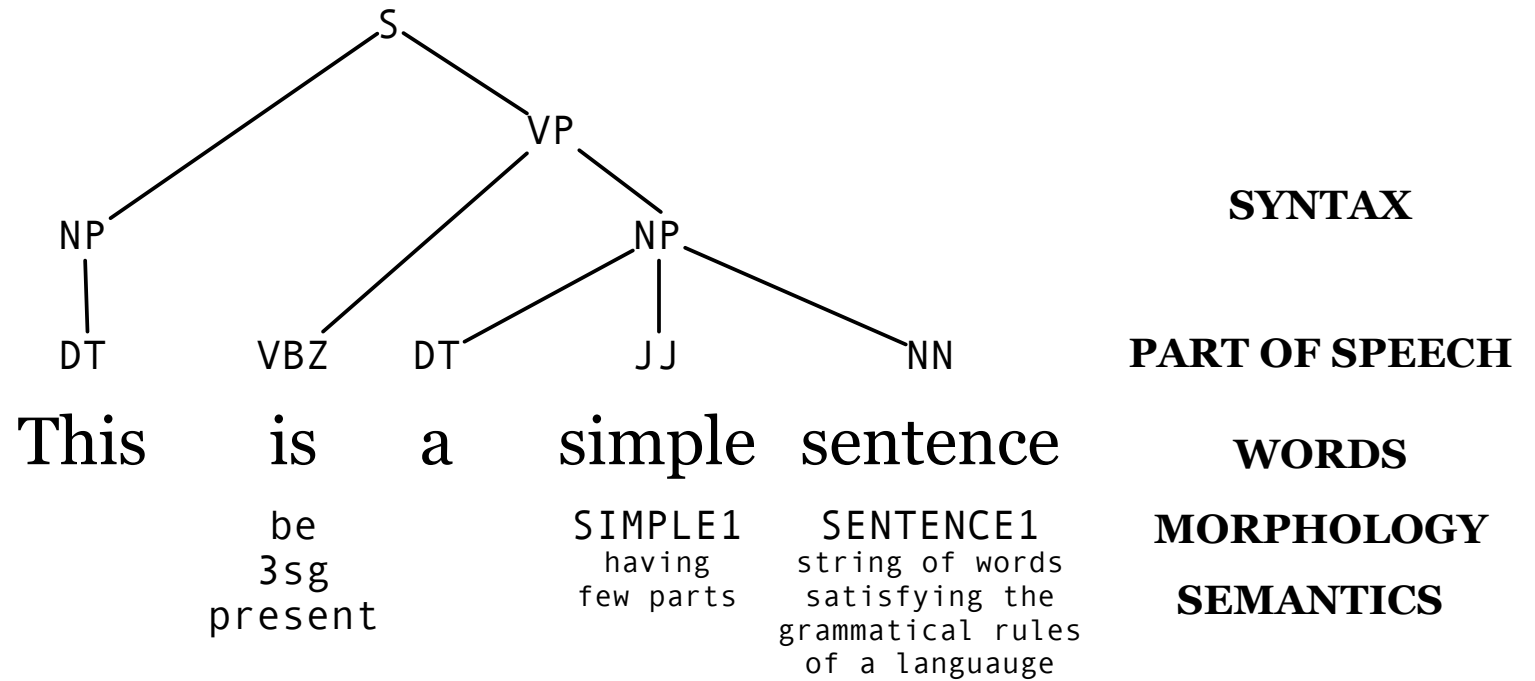 S
VP
NP NP SYNTAX
DT VBZ DT JJ NN PART OF SPEECH
This is a simple sentence WORDS
be SIMPLE1 SENTENCE1 MORPHOLOGY
3sg having string of words
present few parts satisfying the SEMANTICS
grammatical rules
of a languauge